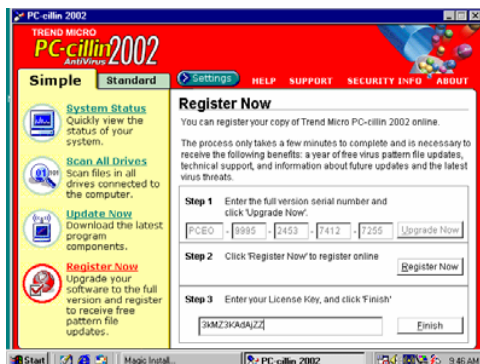 PC-cillin 2002
TREND MICRO
PC-cillin 2002
AntiVirus
Simple
Standard
Settings
HELP
SUPPORT
SECURITY INFO
ABOUT
System Status
Quickly view the
status of your
system.
Scan All Drives
Scan files in all
drives connected to
the computer.
Update Now
Download the latest
program
components.
Register Now
Upgrade your
software to the full
version and register
to receive free
pattern file
updates.
Register Now
You can register your copy of Trend Micro PC-cillin 2002 online.
The process only takes a few minutes to complete and is necessary to
receive the following benefits: a year of free virus pattern file updates,
technical support, and information about future updates and the latest
virus threats.
Step 1 Enter the full version serial number and
click 'Upgrade Now'.
PCEO - 9995 - 2453 - 7412 - 7255 Upgrade Now
Step 2 Click 'Register Now' to register online
Register Now
Step 3 Enter your License Key, and click 'Finish'
3kMZ3KAdAjZZ Finish
Start Magic Install... PC-cillin 2002 9:46 AM